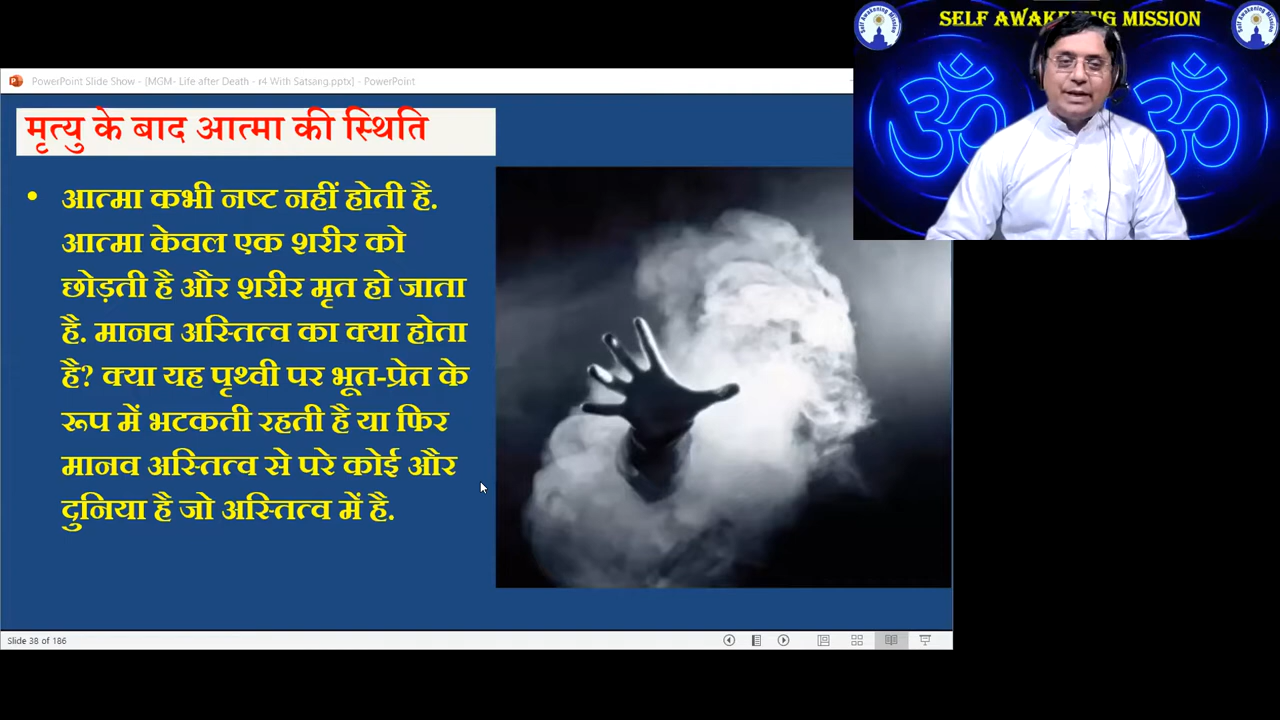 SELF AWAKENING MISSION
PowerPoint Slide Show - [MGM- Life after Death - r4 With Satsang.pptx] - PowerPoint
मृत्यु के बाद आत्मा की स्थिति
• आत्मा कभी नष्ट नहीं होती है.
आत्मा केवल एक शरीर को
छोड़ती है और शरीर मृत हो जाता
है. मानव अस्तित्व का क्या होता
है? क्या यह पृथ्वी पर भूत-प्रेत के
रूप में भटकती रहती है या फिर
मानव अस्तित्व से परे कोई और
दुनिया है जो अस्तित्व में है.
Slide 38 of 186